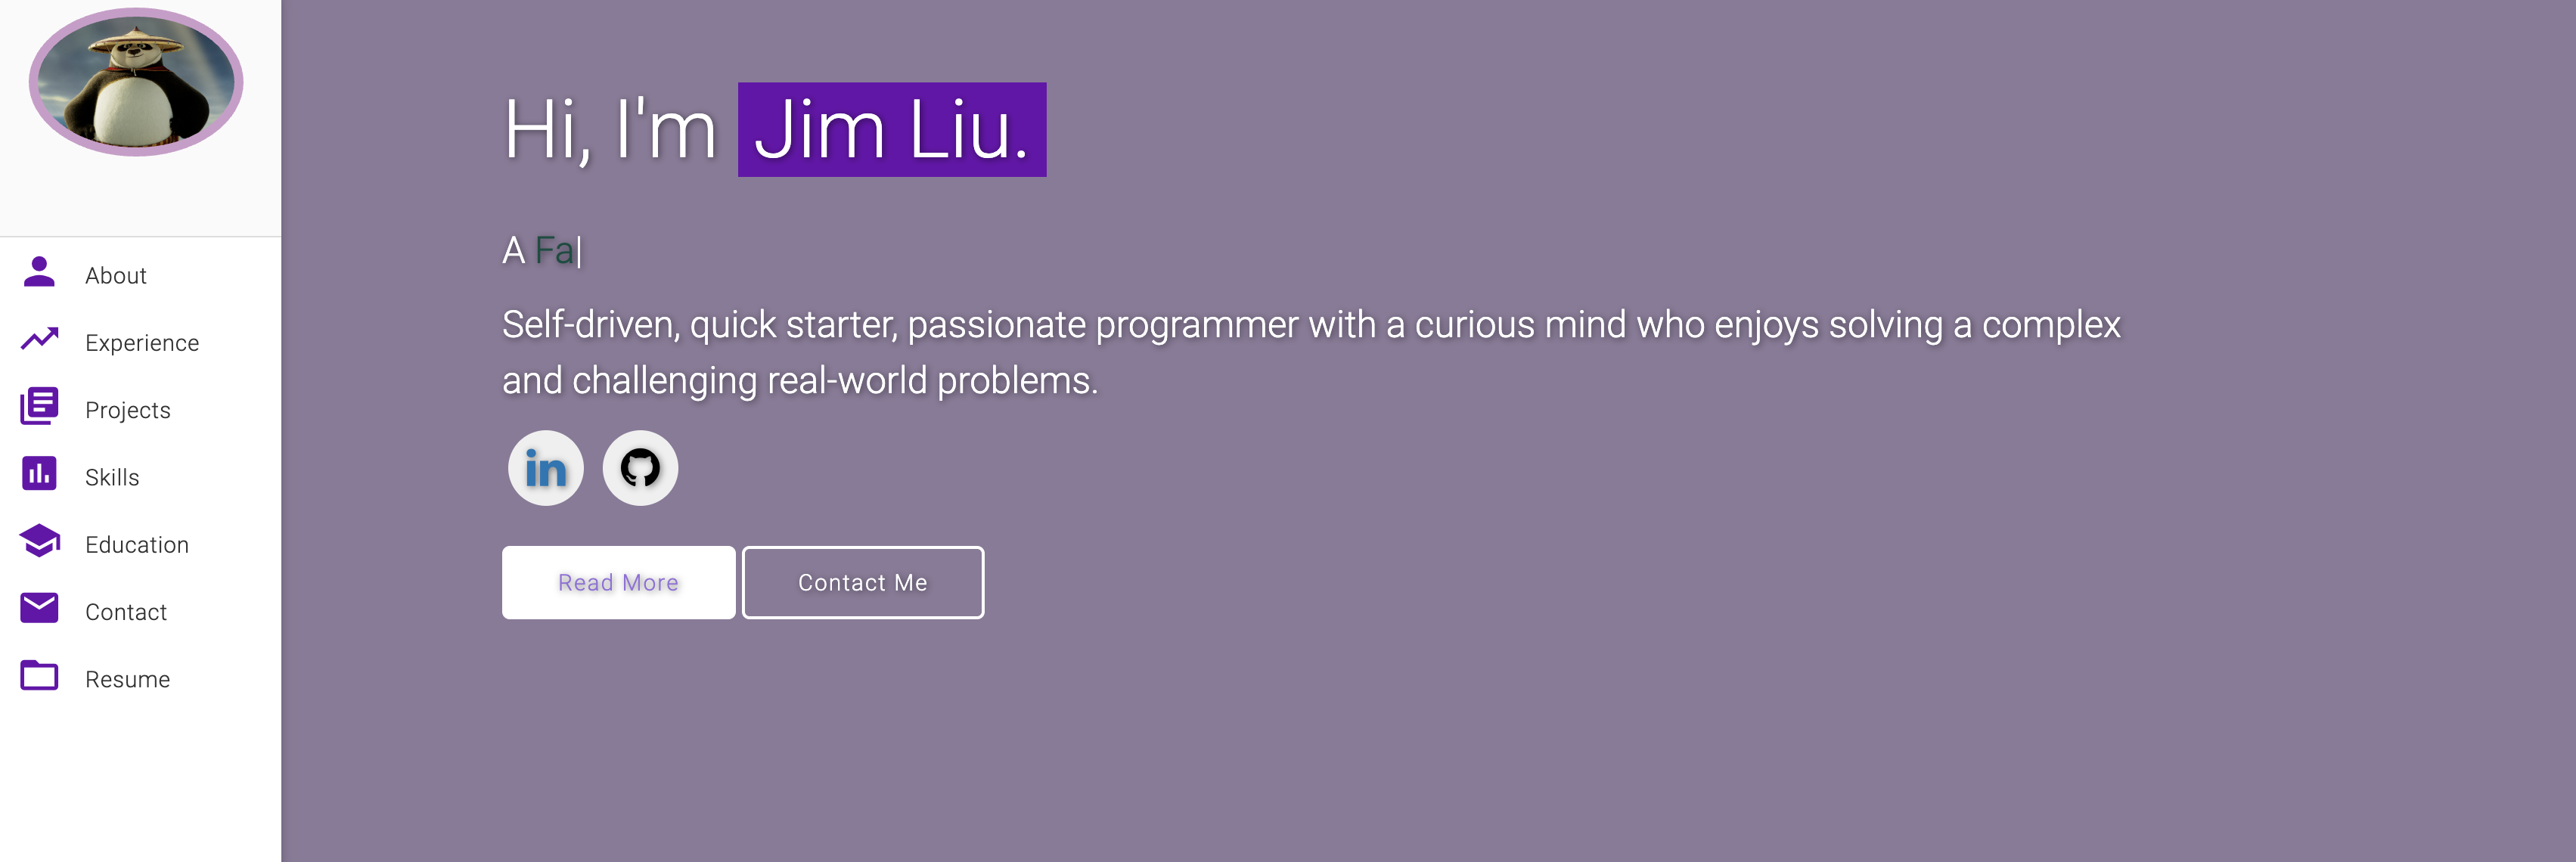 Hi, I'm Jim Liu.
A Fa|
Self-driven, quick starter, passionate programmer with a curious mind who enjoys solving a complex
and challenging real-world problems.
in
Read More
Contact Me
About
Experience
Projects
Skills
Education
Contact
Resume